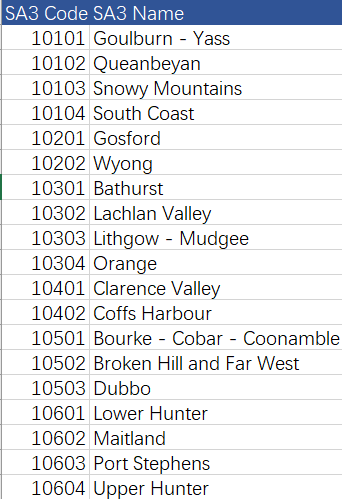 SA3 Code SA3 Name
10101 Goulburn - Yass
10102 Queanbeyan
10103 Snowy Mountains
10104 South Coast
10201 Gosford
10202 Wyong
10301 Bathurst
10302 Lachlan Valley
10303 Lithgow - Mudgee
10304 Orange
10401 Clarence Valley
10402 Coffs Harbour
10501 Bourke - Cobar - Coonamble
10502 Broken Hill and Far West
10503 Dubbo
10601 Lower Hunter
10602 Maitland
10603 Port Stephens
10604 Upper Hunter